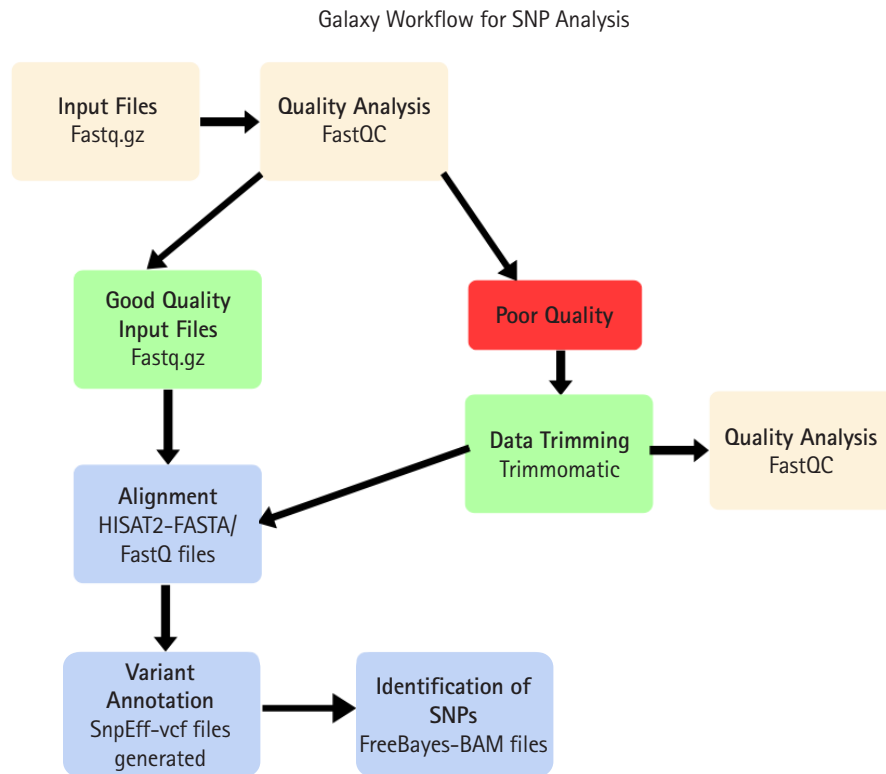 Galaxy Workflow for SNP Analysis
Input Files
Fastq.gz
Quality Analysis
FastQC
Good Quality
Input Files
Fastq.gz
Poor Quality
Data Trimming
Trimmomatic
Quality Analysis
FastQC
Alignment
HISAT2-FASTA/
FastQ files
Variant
Annotation
SnpEff-vcf files
generated
Identification of
SNPs
FreeBayes-BAM files